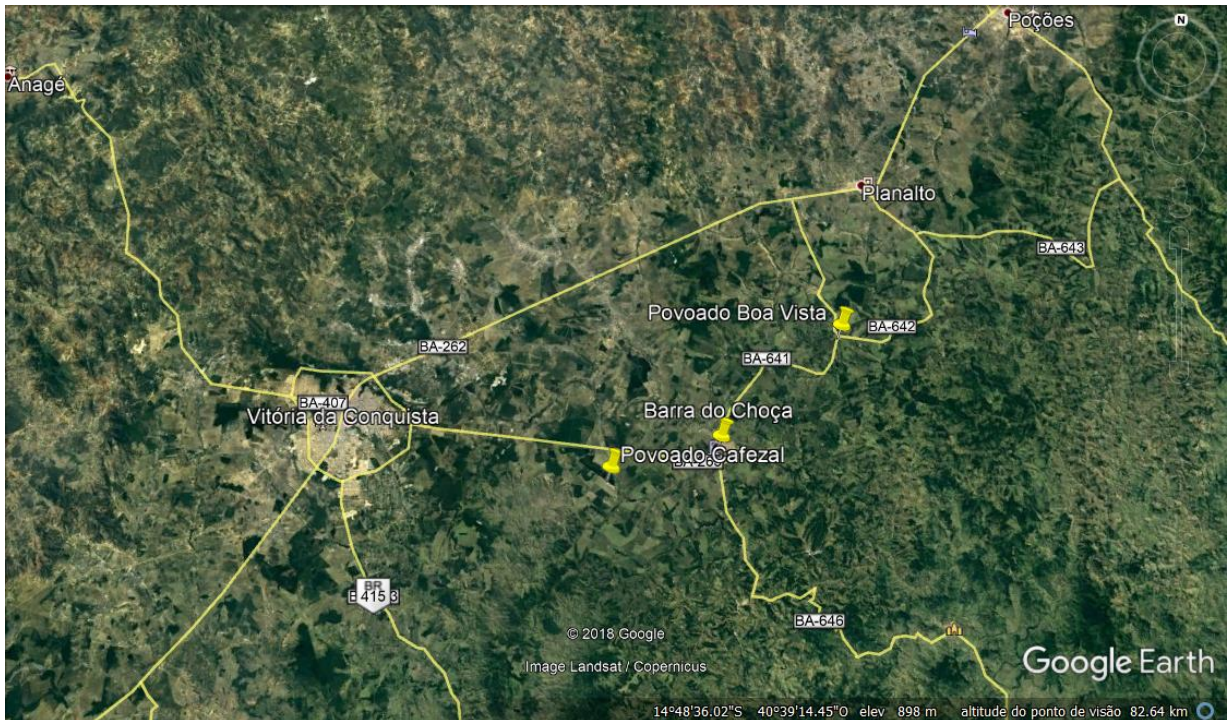 Poções
N
Anagé
Planalto
BA-643
Povoado Boa Vista
BA-642
BA-262
BA-641
BA-407
Vitória da Conquista
Barra do Choça
Povoado Cafezal
BR
415
BA-646
© 2018 Google
Image Landsat / Copernicus
Google Earth
14°48'36.02"S 40°39'14.45"O elev 898 m altitude do ponto de visão 82.64 km